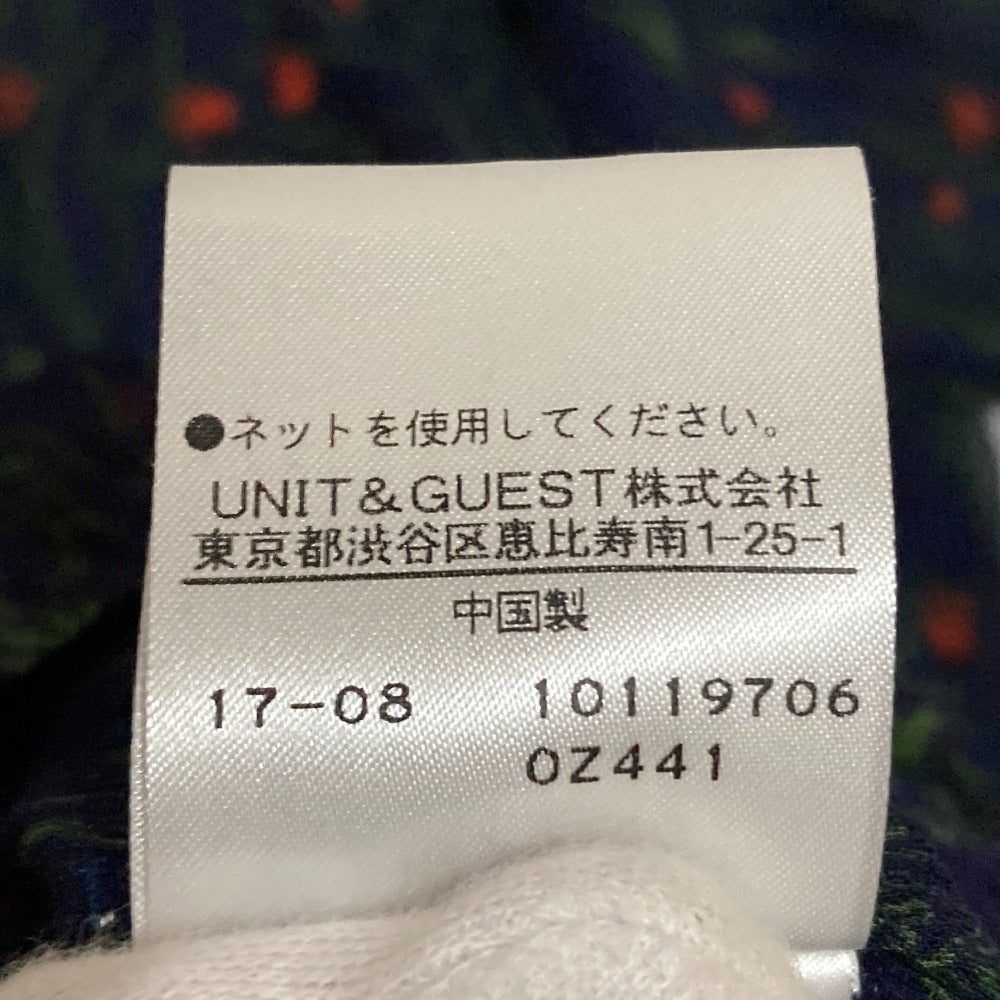 ●ネットを使用してください。
UNIT&GUEST株式会社
東京都渋谷区恵比寿南1-25-1
中国製
17-08 10119706
0Z441